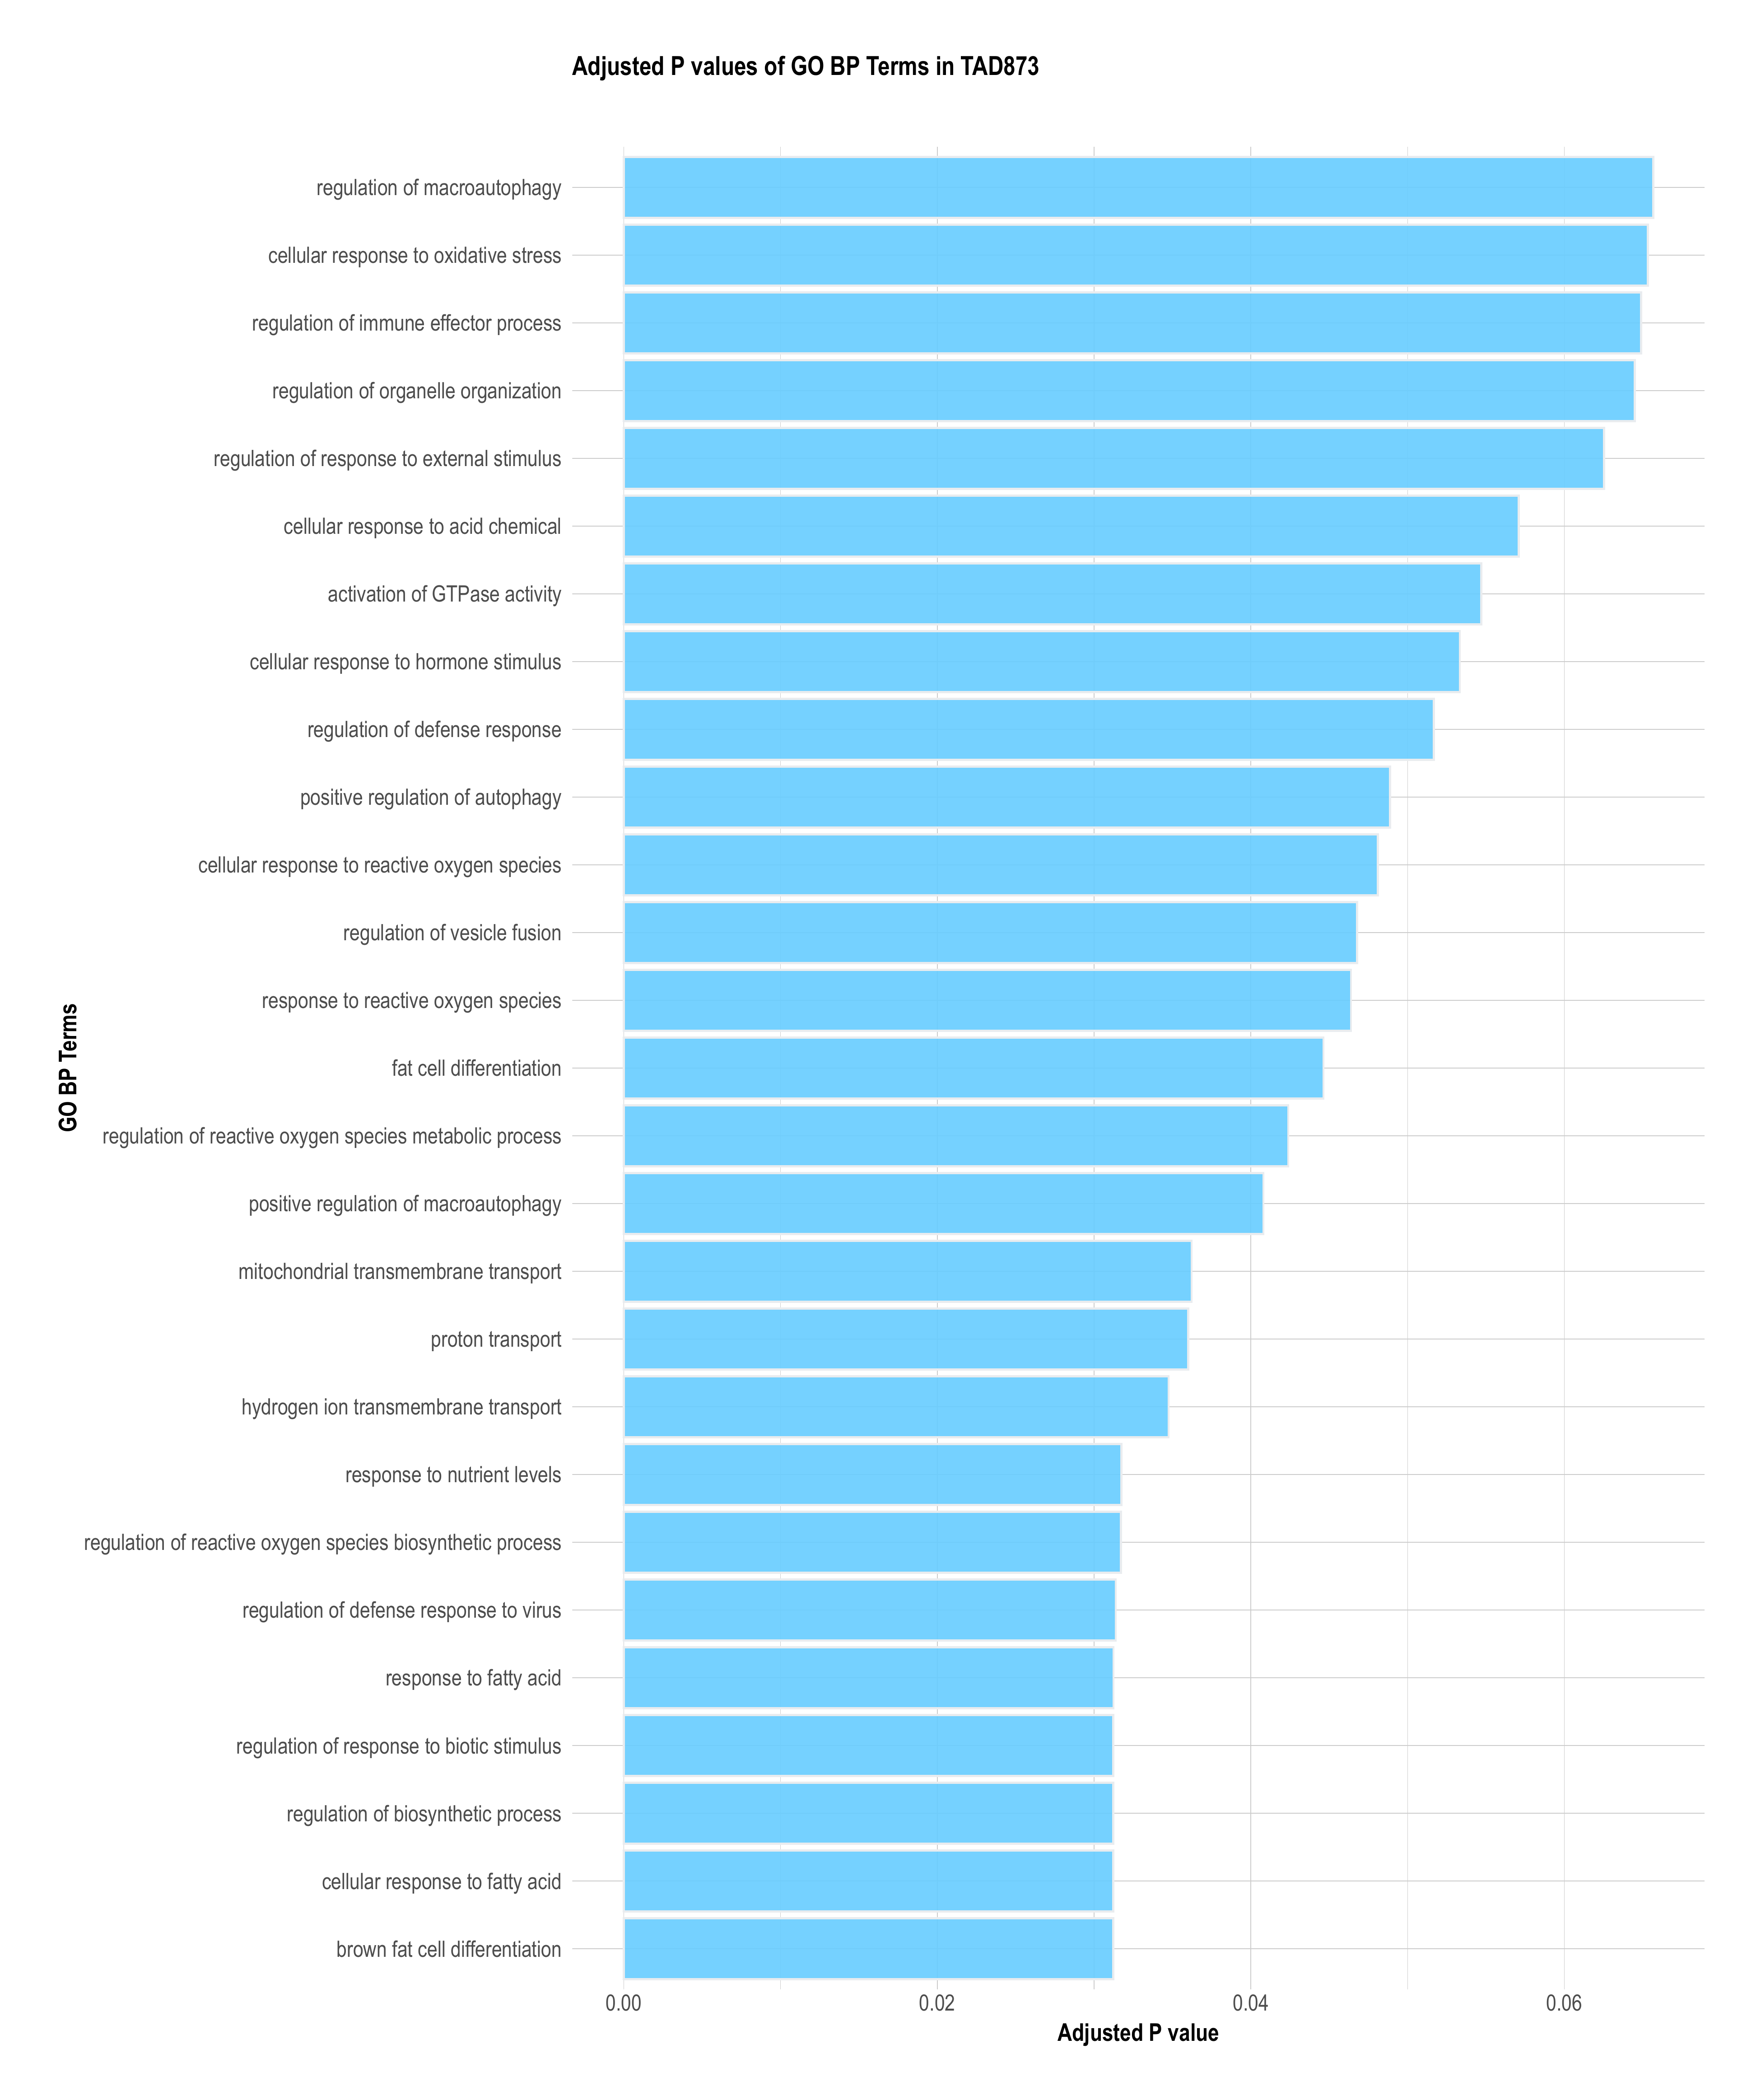 Adjusted P values of GO BP Terms in TAD873
regulation of macroautophagy
cellular response to oxidative stress
regulation of immune effector process
regulation of organelle organization
regulation of response to external stimulus
cellular response to acid chemical
activation of GTPase activity
cellular response to hormone stimulus
regulation of defense response
positive regulation of autophagy
cellular response to reactive oxygen species
regulation of vesicle fusion
response to reactive oxygen species
fat cell differentiation
regulation of reactive oxygen species metabolic process
positive regulation of macroautophagy
mitochondrial transmembrane transport
proton transport
hydrogen ion transmembrane transport
response to nutrient levels
regulation of reactive oxygen species biosynthetic process
regulation of defense response to virus
response to fatty acid
regulation of response to biotic stimulus
regulation of biosynthetic process
cellular response to fatty acid
brown fat cell differentiation
GO BP Terms
0.00 0.02 0.04 0.06
Adjusted P value